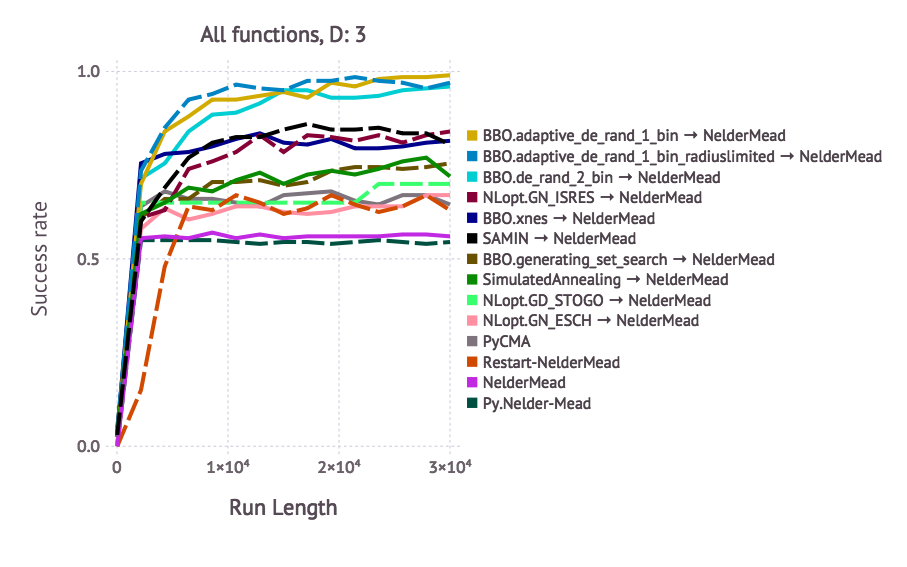 All functions, D: 3
1.0
0.5
0.0
Success rate
0
1×10⁴
2×10⁴
3×10⁴
Run Length
BBO.adaptive_de_rand_1_bin → NelderMead
BBO.adaptive_de_rand_1_bin_radiuslimited → NelderMead
BBO.de_rand_2_bin → NelderMead
NLopt.GN_ISRES → NelderMead
BBO.xnes → NelderMead
SAMIN → NelderMead
BBO.generating_set_search → NelderMead
SimulatedAnnealing → NelderMead
NLopt.GD_STOGO → NelderMead
NLopt.GN_ESCH → NelderMead
PyCMA
Restart-NelderMead
NelderMead
Py.Nelder-Mead